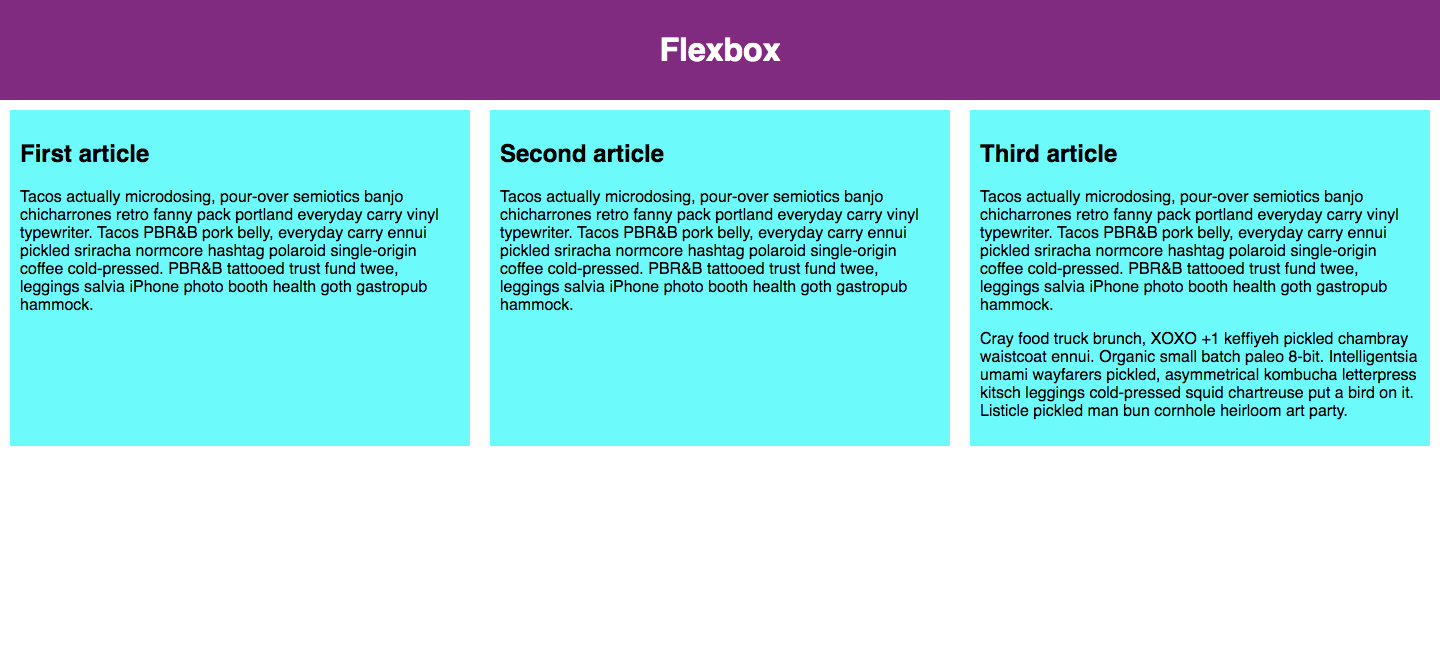 Flexbox
First article
Tacos actually microdosing, pour-over semiotics banjo
chicharrones retro fanny pack portland everyday carry vinyl
typewriter. Tacos PBR&B pork belly, everyday carry ennui
pickled sriracha normcore hashtag polaroid single-origin
coffee cold-pressed. PBR&B tattooed trust fund twee,
leggings salvia iPhone photo booth health goth gastropub
hammock.
Second article
Tacos actually microdosing, pour-over semiotics banjo
chicharrones retro fanny pack portland everyday carry vinyl
typewriter. Tacos PBR&B pork belly, everyday carry ennui
pickled sriracha normcore hashtag polaroid single-origin
coffee cold-pressed. PBR&B tattooed trust fund twee,
leggings salvia iPhone photo booth health goth gastropub
hammock.
Third article
Tacos actually microdosing, pour-over semiotics banjo
chicharrones retro fanny pack portland everyday carry vinyl
typewriter. Tacos PBR&B pork belly, everyday carry ennui
pickled sriracha normcore hashtag polaroid single-origin
coffee cold-pressed. PBR&B tattooed trust fund twee,
leggings salvia iPhone photo booth health goth gastropub
hammock.
Cray food truck brunch, XOXO +1 keffiyeh pickled chambray
waistcoat ennui. Organic small batch paleo 8-bit. Intelligentsia
umami wayfarers pickled, asymmetrical kombucha letterpress
kitsch leggings cold-pressed squid chartreuse put a bird on it.
Listicle pickled man bun cornhole heirloom art party.